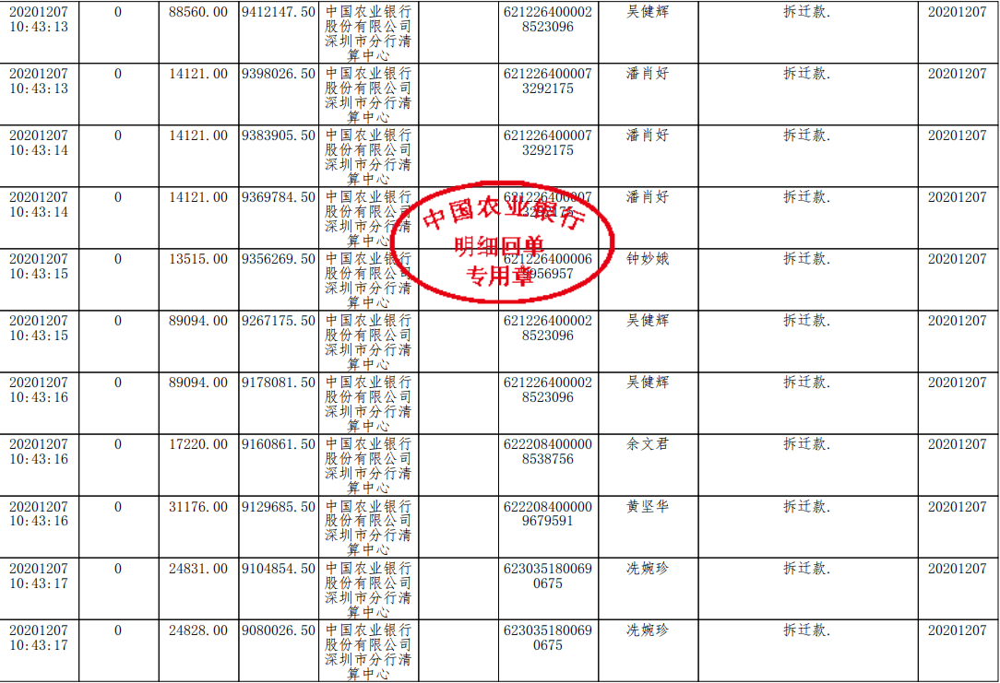 20201207 0 88560.00 9412147.50 中国农业银行 621226400002 吴健辉 拆迁款. 20201207
10:43:13 股份有限公司 8523096
深圳市分行清
算中心
20201207 0 14121.00 9398026.50 中国农业银行 621226400007 潘肖好 拆迁款. 20201207
10:43:13 股份有限公司 3292175
深圳市分行清
算中心
20201207 0 14121.00 9383905.50 中国农业银行 621226400007 潘肖好 拆迁款. 20201207
10:43:14 股份有限公司 3292175
深圳市分行清
算中心
20201207 0 14121.00 9369784.50 中国农业银行 621226400007 潘肖好 拆迁款. 20201207
10:43:14 股份有限公司 3292175
深圳市分行清
算中心
中国农业银行
明细回单
专用章
20201207 0 13515.00 9356269.50 中国农业银行 621226400006 钟妙娥 拆迁款. 20201207
10:43:15 股份有限公司
深圳市分行清
算中心
20201207 0 89094.00 9267175.50 中国农业银行 621226400002 吴健辉 拆迁款. 20201207
10:43:15 股份有限公司 8523096
深圳市分行清
算中心
20201207 0 89094.00 9178081.50 中国农业银行 621226400002 吴健辉 拆迁款. 20201207
10:43:16 股份有限公司 8523096
深圳市分行清
算中心
20201207 0 17220.00 9160861.50 中国农业银行 622208400000 余文君 拆迁款. 20201207
10:43:16 股份有限公司 8538756
深圳市分行清
算中心
20201207 0 31176.00 9129685.50 中国农业银行 622208400000 黄坚华 拆迁款. 20201207
10:43:16 股份有限公司 9679591
深圳市分行清
算中心
20201207 0 24831.00 9104854.50 中国农业银行 623035180069 冼婉珍 拆迁款. 20201207
10:43:17 股份有限公司 0675
深圳市分行清
算中心
20201207 0 24828.00 9080026.50 中国农业银行 623035180069 冼婉珍 拆迁款. 20201207
10:43:17 股份有限公司 0675
深圳市分行清
算中心